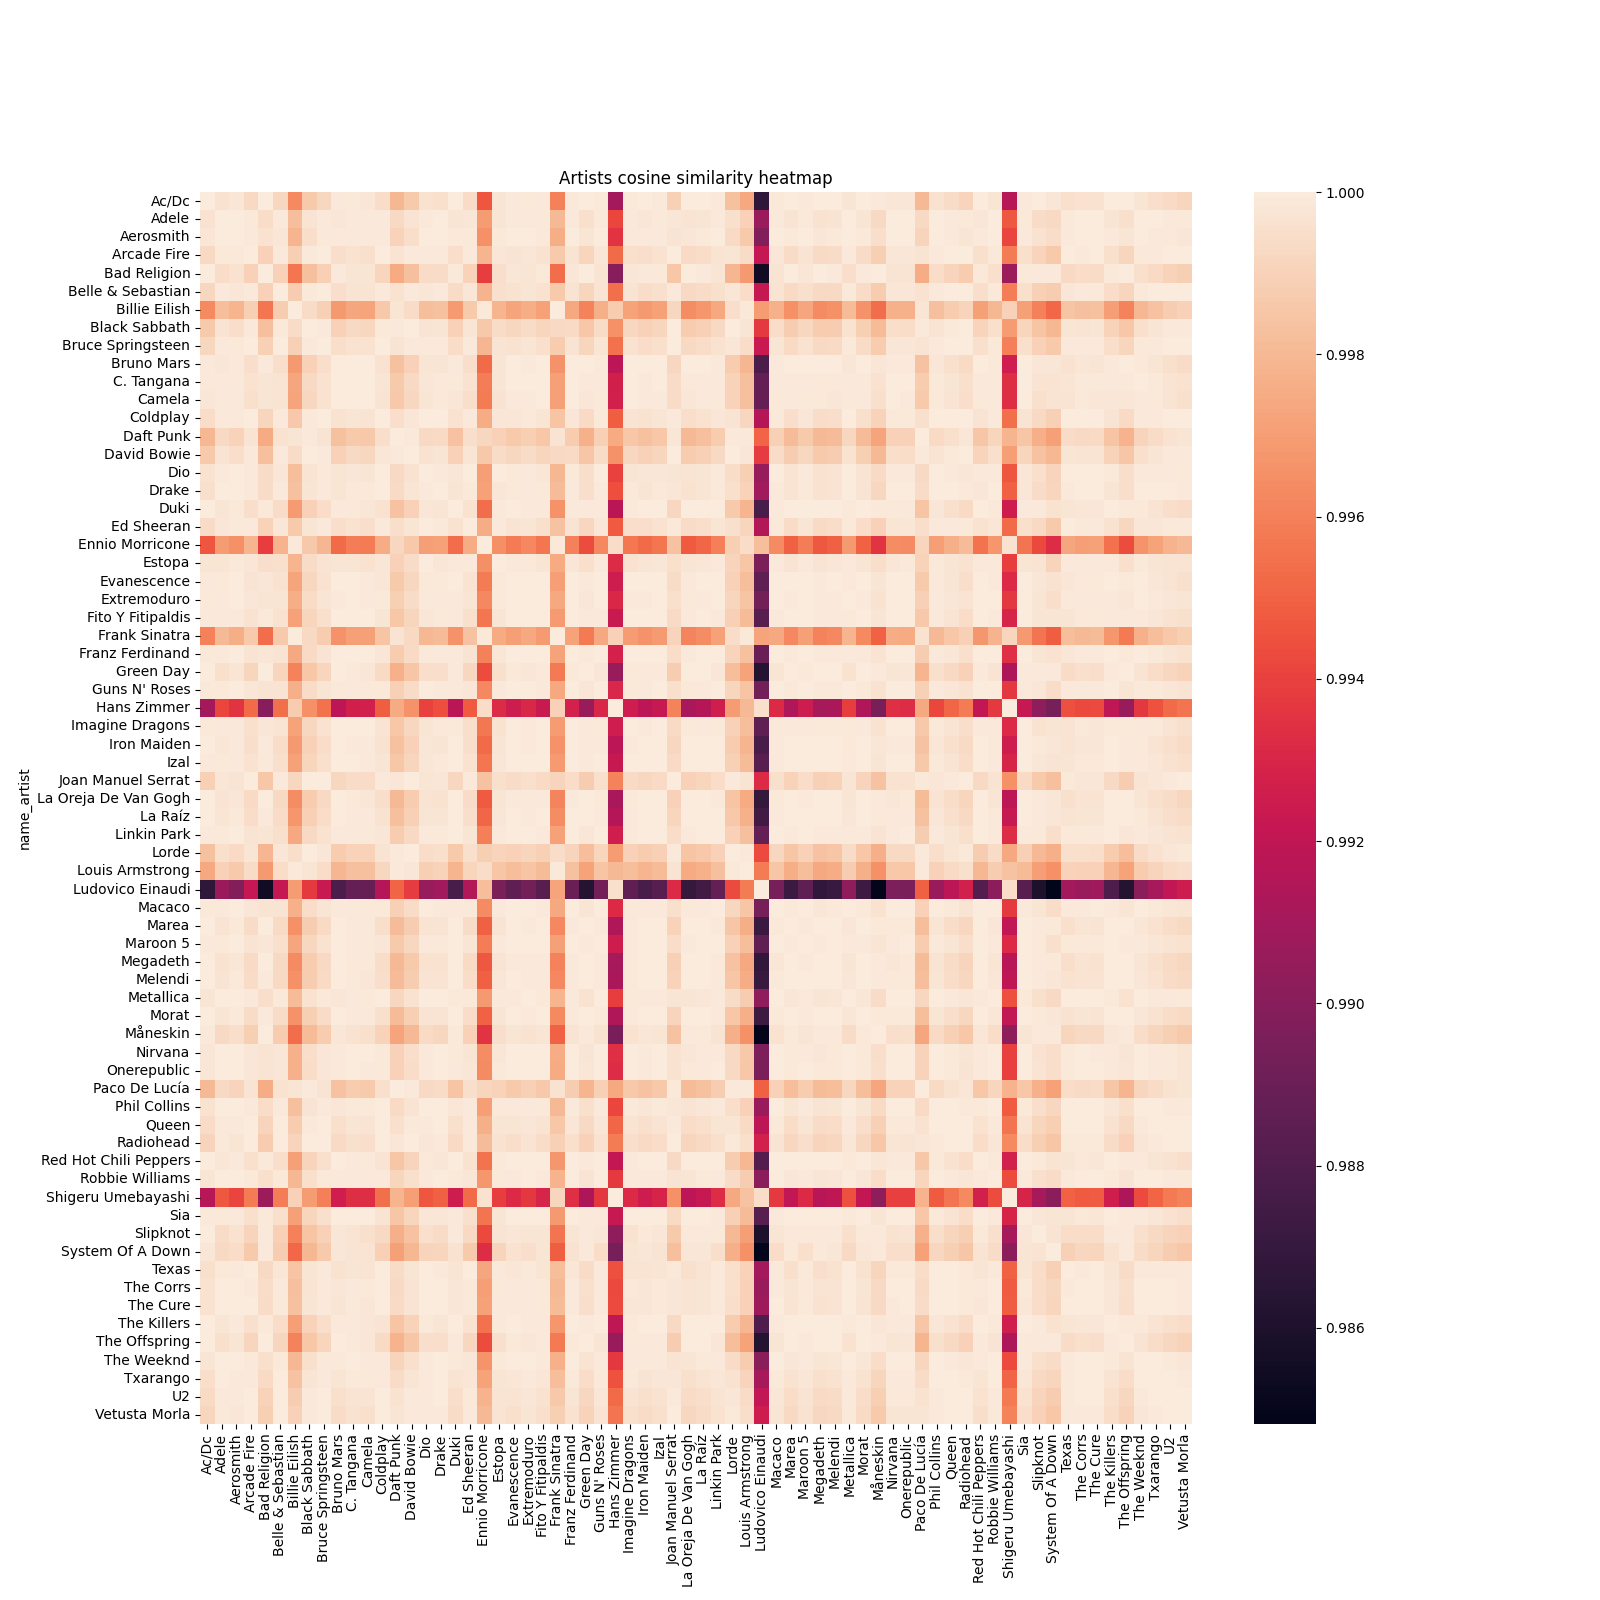 Artists cosine similarity heatmap
name_artist
Ac/Dc
Adele
Aerosmith
Arcade Fire
Bad Religion
Belle & Sebastian
Billie Eilish
Black Sabbath
Bruce Springsteen
Bruno Mars
C. Tangana
Camela
Coldplay
Daft Punk
David Bowie
Dio
Drake
Duki
Ed Sheeran
Ennio Morricone
Estopa
Evanescence
Extremoduro
Fito Y Fitipaldis
Frank Sinatra
Franz Ferdinand
Green Day
Guns N' Roses
Hans Zimmer
Imagine Dragons
Iron Maiden
Izal
Joan Manuel Serrat
La Oreja De Van Gogh
La Raíz
Linkin Park
Lorde
Louis Armstrong
Ludovico Einaudi
Macaco
Marea
Maroon 5
Megadeth
Melendi
Metallica
Morat
Måneskin
Nirvana
Onerepublic
Paco De Lucía
Phil Collins
Queen
Radiohead
Red Hot Chili Peppers
Robbie Williams
Shigeru Umebayashi
Sia
Slipknot
System Of A Down
Texas
The Corrs
The Cure
The Killers
The Offspring
The Weeknd
Txarango
U2
Vetusta Morla
Ac/Dc
Adele
Aerosmith
Arcade Fire
Bad Religion
Belle & Sebastian
Billie Eilish
Black Sabbath
Bruce Springsteen
Bruno Mars
C. Tangana
Camela
Coldplay
Daft Punk
David Bowie
Dio
Drake
Duki
Ed Sheeran
Ennio Morricone
Estopa
Evanescence
Extremoduro
Fito Y Fitipaldis
Frank Sinatra
Franz Ferdinand
Green Day
Guns N' Roses
Hans Zimmer
Imagine Dragons
Iron Maiden
Izal
Joan Manuel Serrat
La Oreja De Van Gogh
La Raíz
Linkin Park
Lorde
Louis Armstrong
Ludovico Einaudi
Macaco
Marea
Maroon 5
Megadeth
Melendi
Metallica
Morat
Måneskin
Nirvana
Onerepublic
Paco De Lucía
Phil Collins
Queen
Radiohead
Red Hot Chili Peppers
Robbie Williams
Shigeru Umebayashi
Sia
Slipknot
System Of A Down
Texas
The Corrs
The Cure
The Killers
The Offspring
The Weeknd
Txarango
U2
Vetusta Morla
1.000
0.998
0.996
0.994
0.992
0.990
0.988
0.986